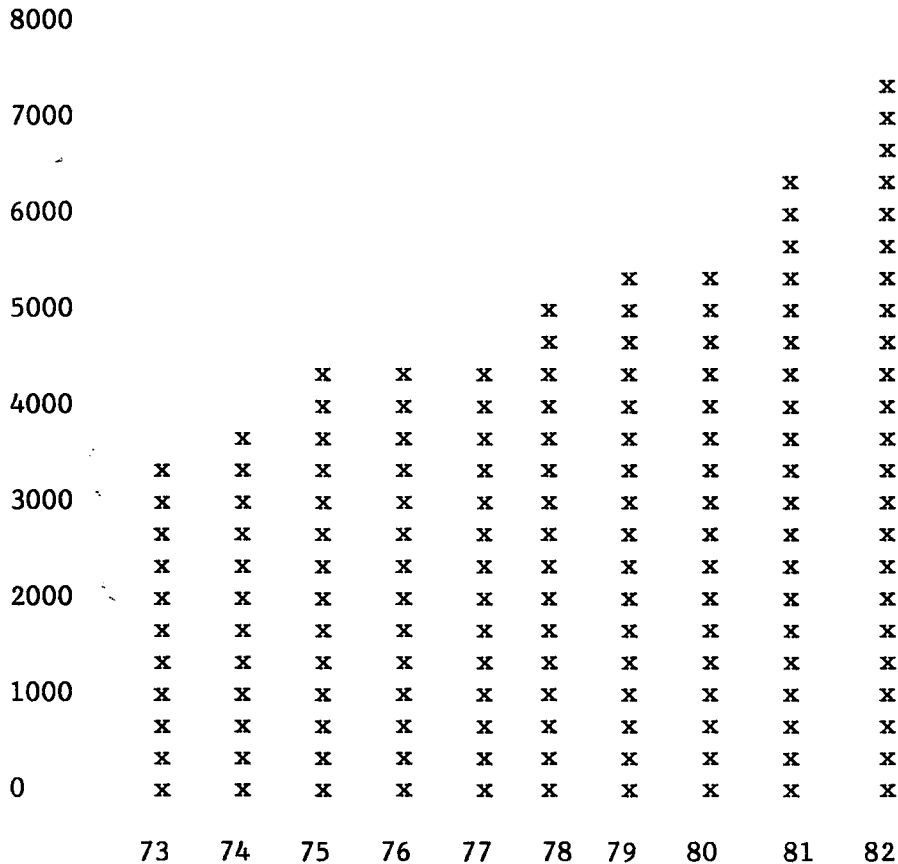 8000
x
7000 x
x
x x
6000 x x
x x
x x x x
5000 x x x x x
x x x x x
x x x x x x x x
4000 x x x x x x x x
x x x x x x x x x
x x x x x x x x x x
3000 x x x x x x x x x x
x x x x x x x x x x
x x x x x x x x x x
2000 x x x x x x x x x x
x x x x x x x x x x
x x x x x x x x x x
1000 x x x x x x x x x x
x x x x x x x x x x
x x x x x x x x x x
0 x x x x x x x x x x
73 74 75 76 77 78 79 80 81 82